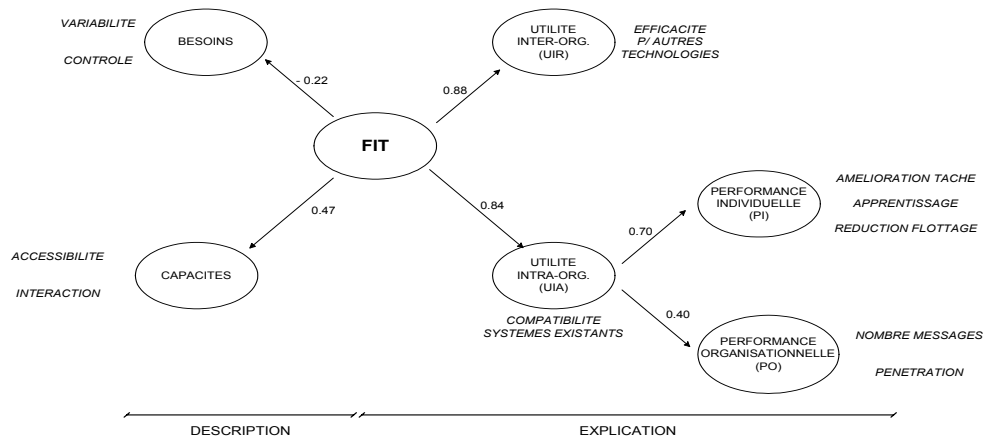 VARIABILITE
CONTROLE
BESOINS
- 0.22
UTILITE
INTER-ORG.
(UIR)
EFFICACITE
P/ AUTRES
TECHNOLOGIES
0.88
FIT
0.47
0.84
ACCESSIBILITE
INTERACTION
CAPACITES
UTILITE
INTRA-ORG.
(UIA)
COMPATIBILITE
SYSTEMES EXISTANTS
0.70
PERFORMANCE
INDIVIDUELLE
(PI)
AMELIORATION TACHE
APPRENTISSAGE
REDUCTION FLOTTAGE
0.40
PERFORMANCE
ORGANISATIONNELLE
(PO)
NOMBRE MESSAGES
PENETRATION
DESCRIPTION
EXPLICATION